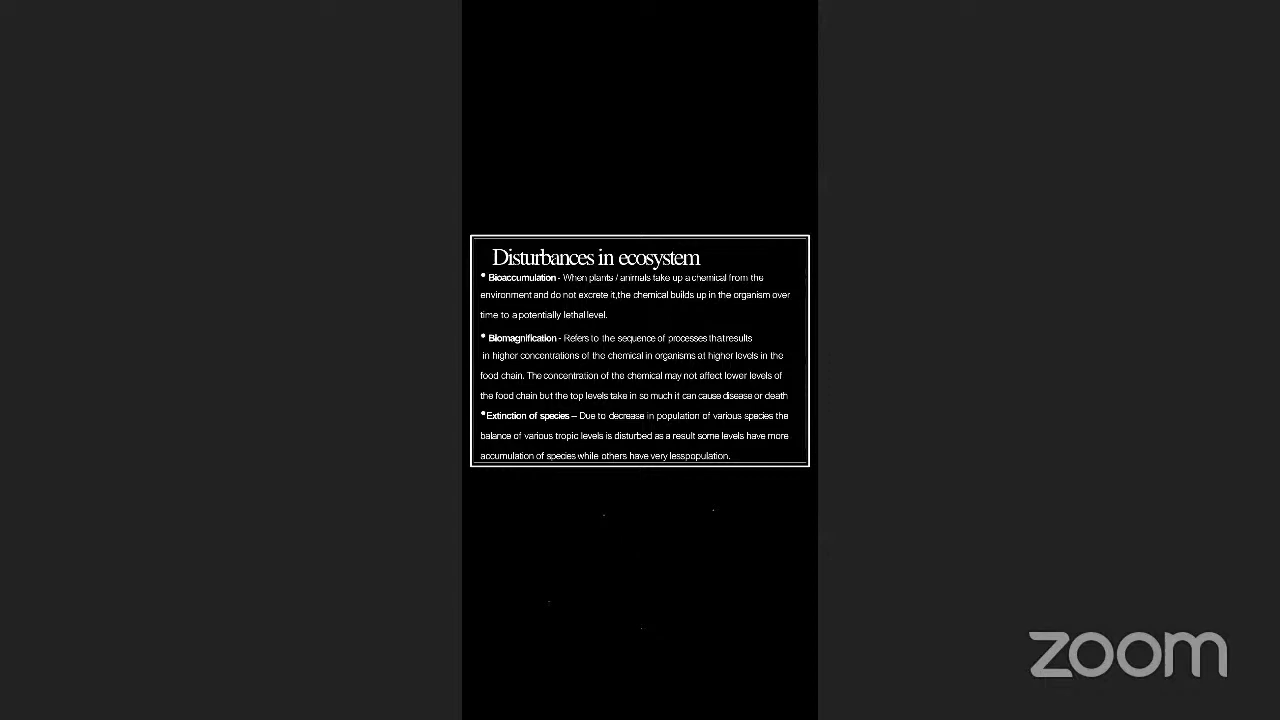 Disturbances in ecosystem
• Bioaccumulation - When plants / animals take up a chemical from the
environment and do not excrete it,the chemical builds up in the organism over
time to a potentially lethal level.
• Biomagnification - Refers to the sequence of processes that results
in higher concentrations of the chemical in organisms at higher levels in the
food chain. The concentration of the chemical may not affect lower levels of
the food chain but the top levels take in so much it can cause disease or death
•Extinction of species – Due to decrease in population of various species the
balance of various tropic levels is disturbed as a result some levels have more
accumulation of species while others have very lesspopulation.
zoom